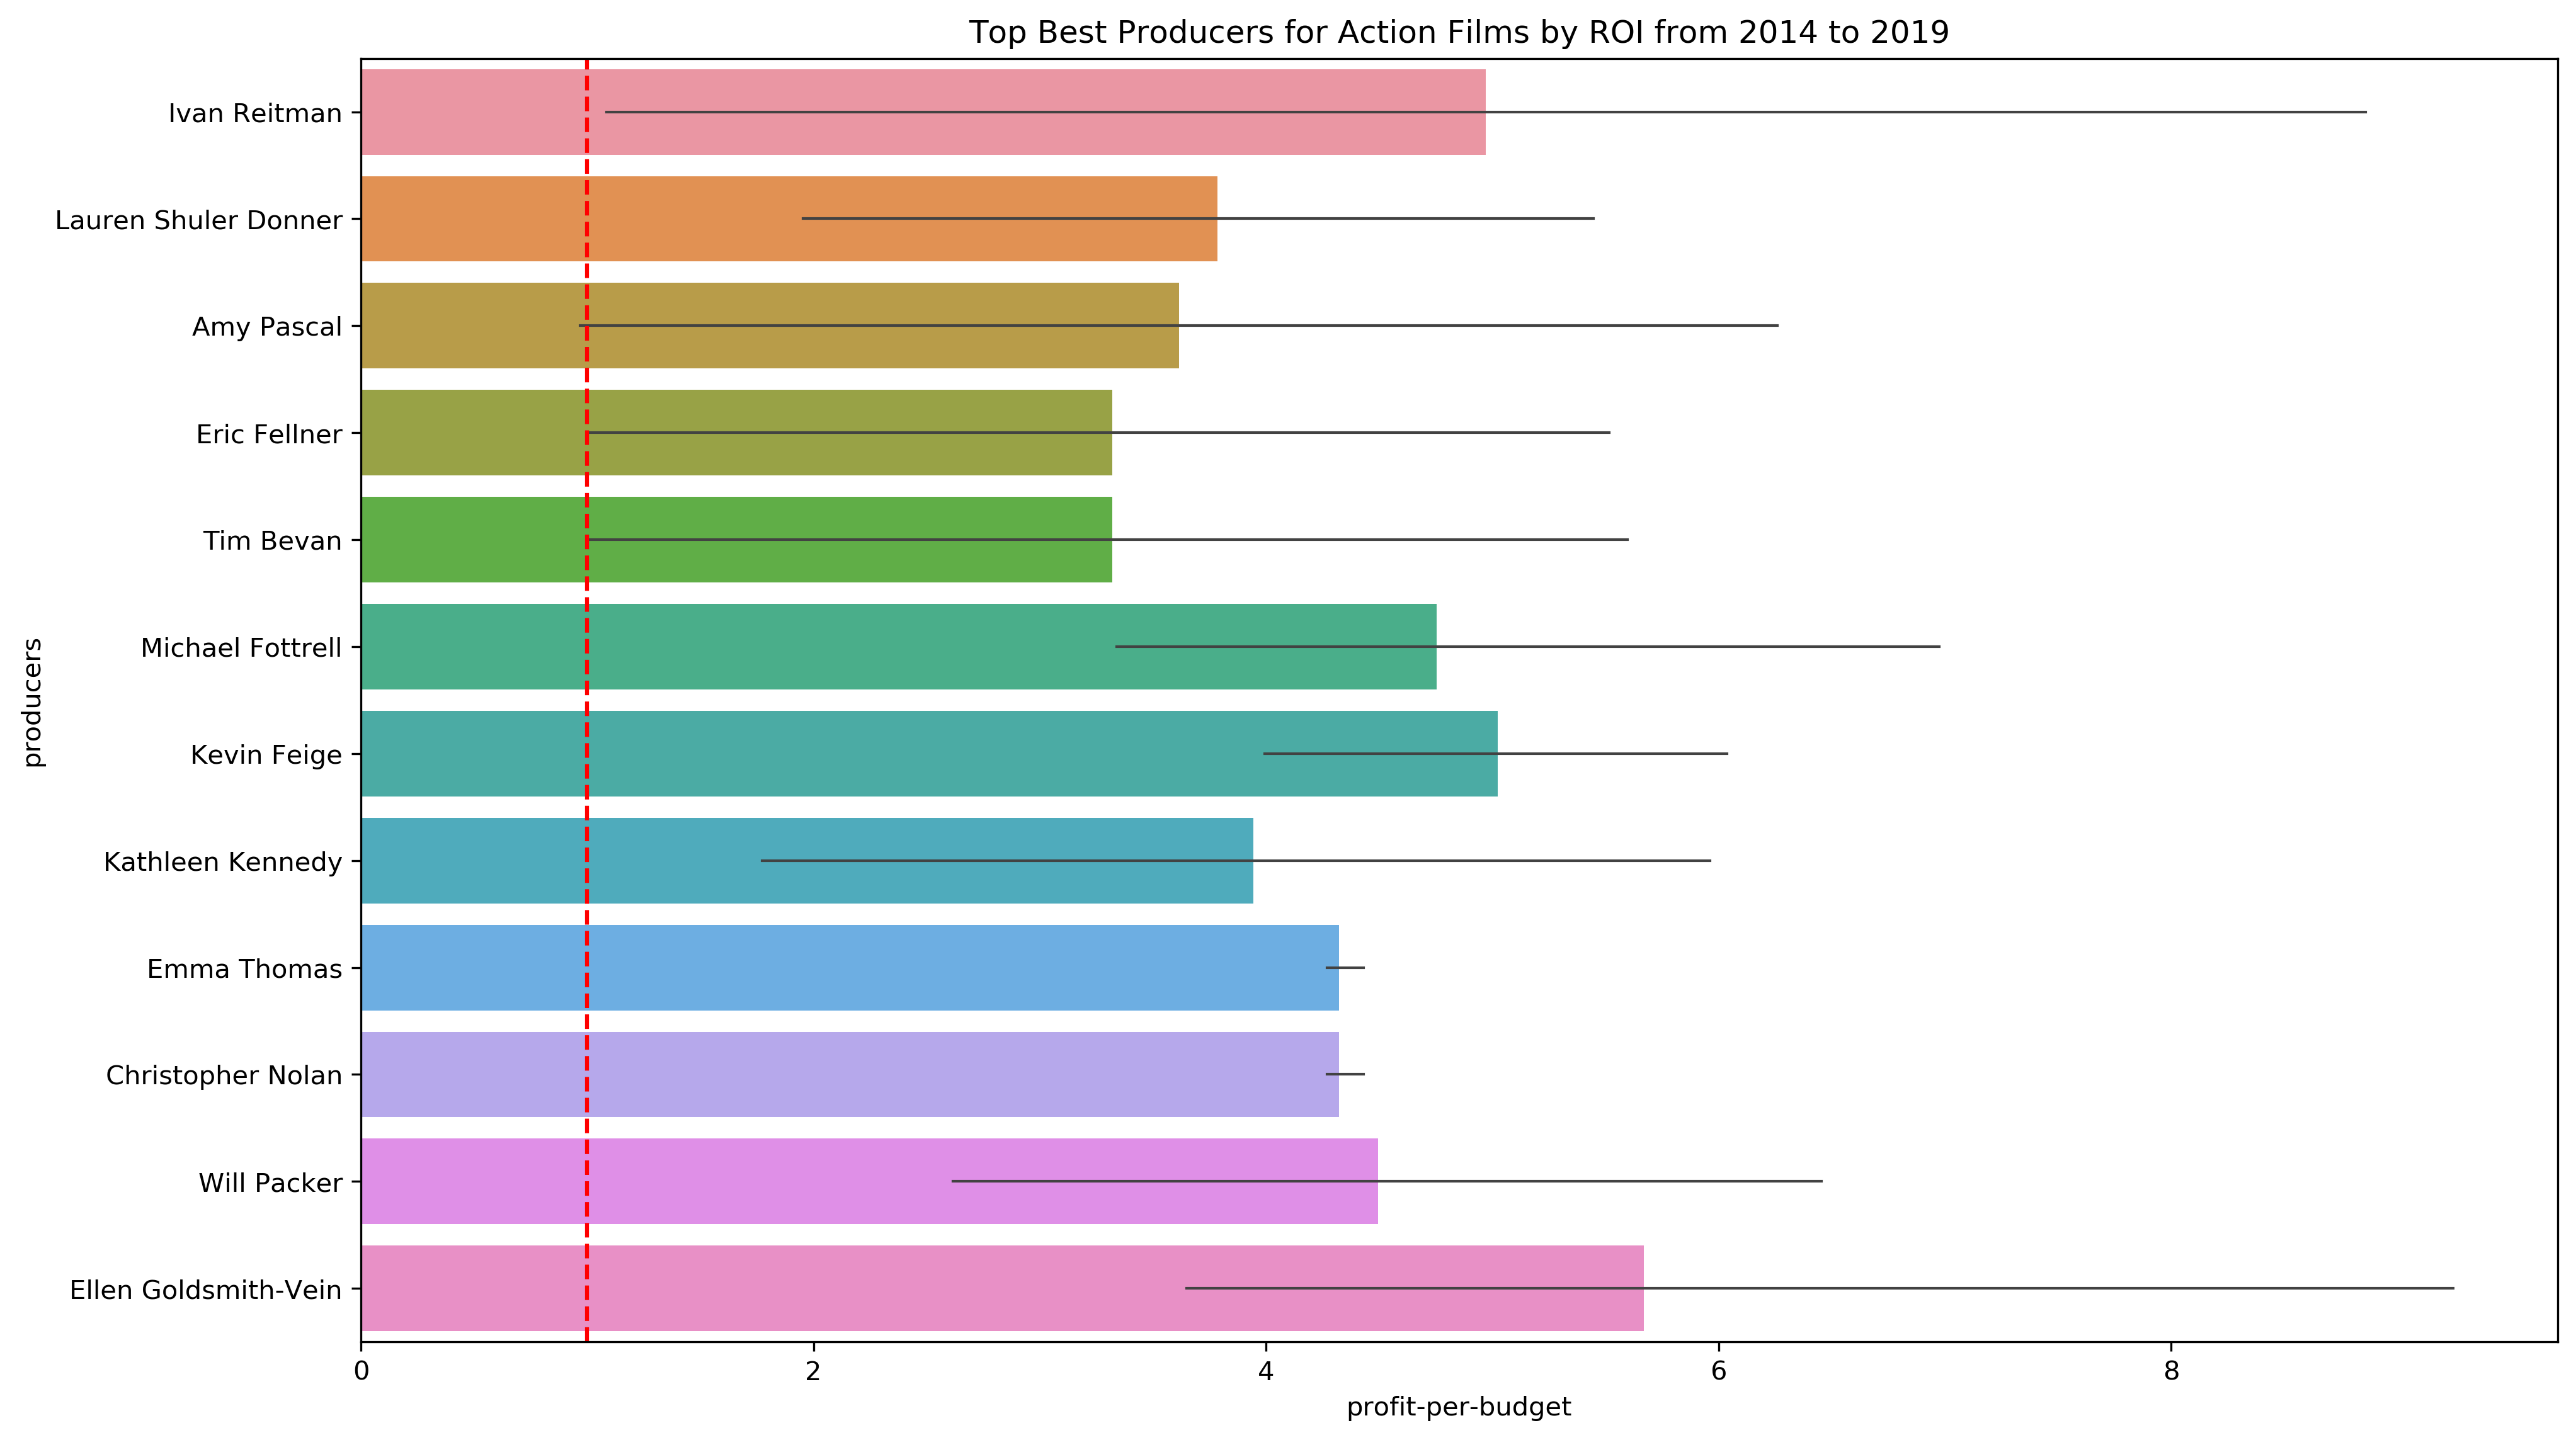 Top Best Producers for Action Films by ROI from 2014 to 2019
Ivan Reitman
Lauren Shuler Donner
Amy Pascal
Eric Fellner
Tim Bevan
Michael Fottrell
Kevin Feige
Kathleen Kennedy
Emma Thomas
Christopher Nolan
Will Packer
Ellen Goldsmith-Vein
producers
0 2 4 6 8
profit-per-budget